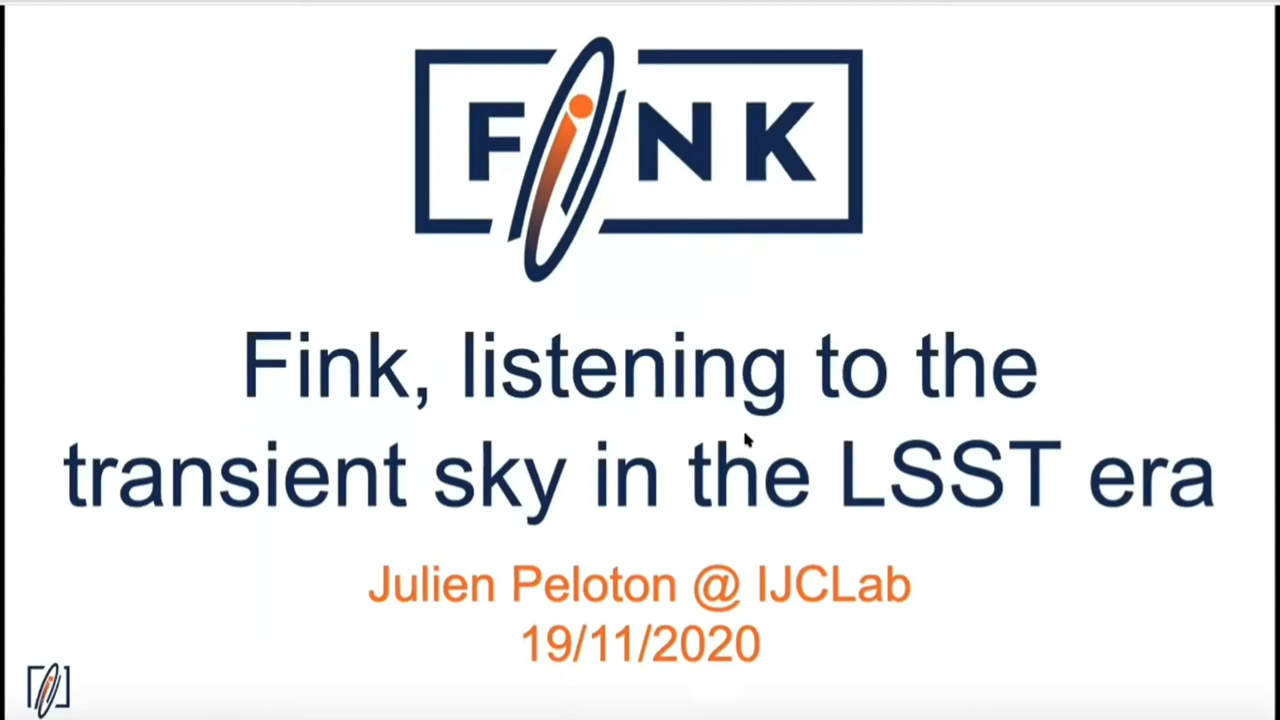 FiNK
Fink, listening to the
transient sky in the LSST era
Julien Peloton @ IJCLab
19/11/2020